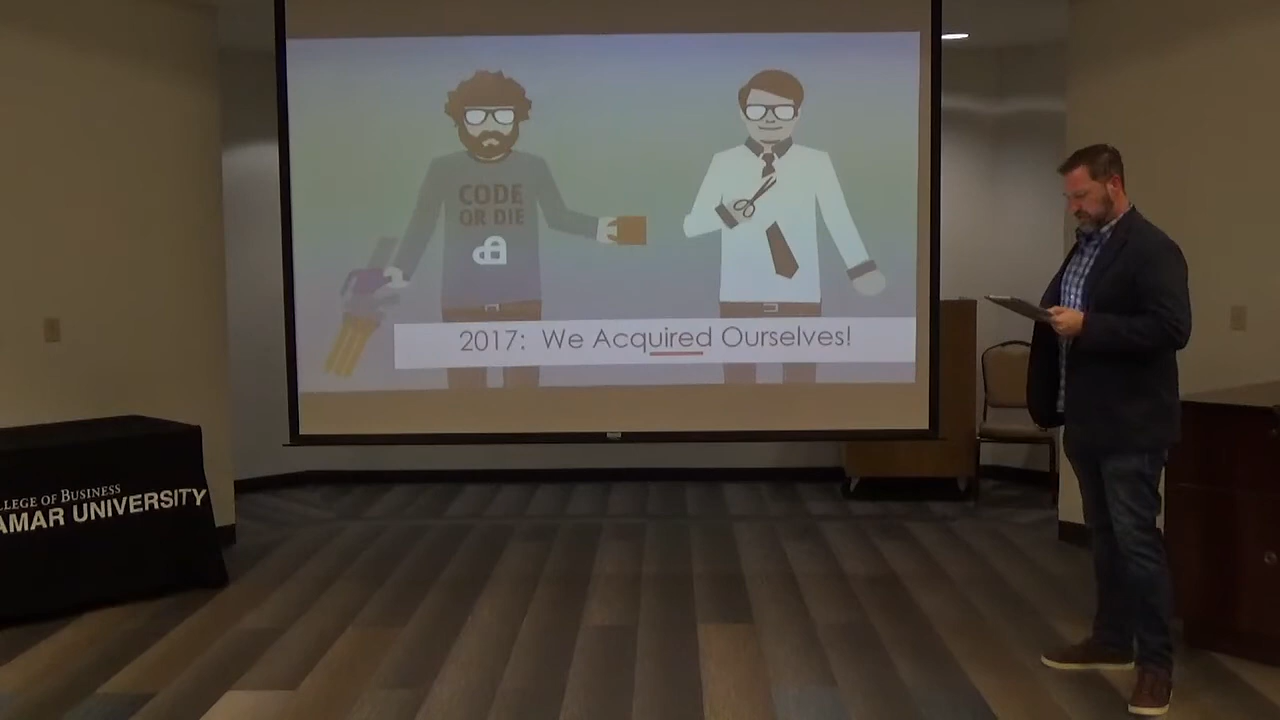 CODE
OR DIE
2017: We Acquired Ourselves!
LLEGE OF BUSINESS
AMAR UNIVERSITY